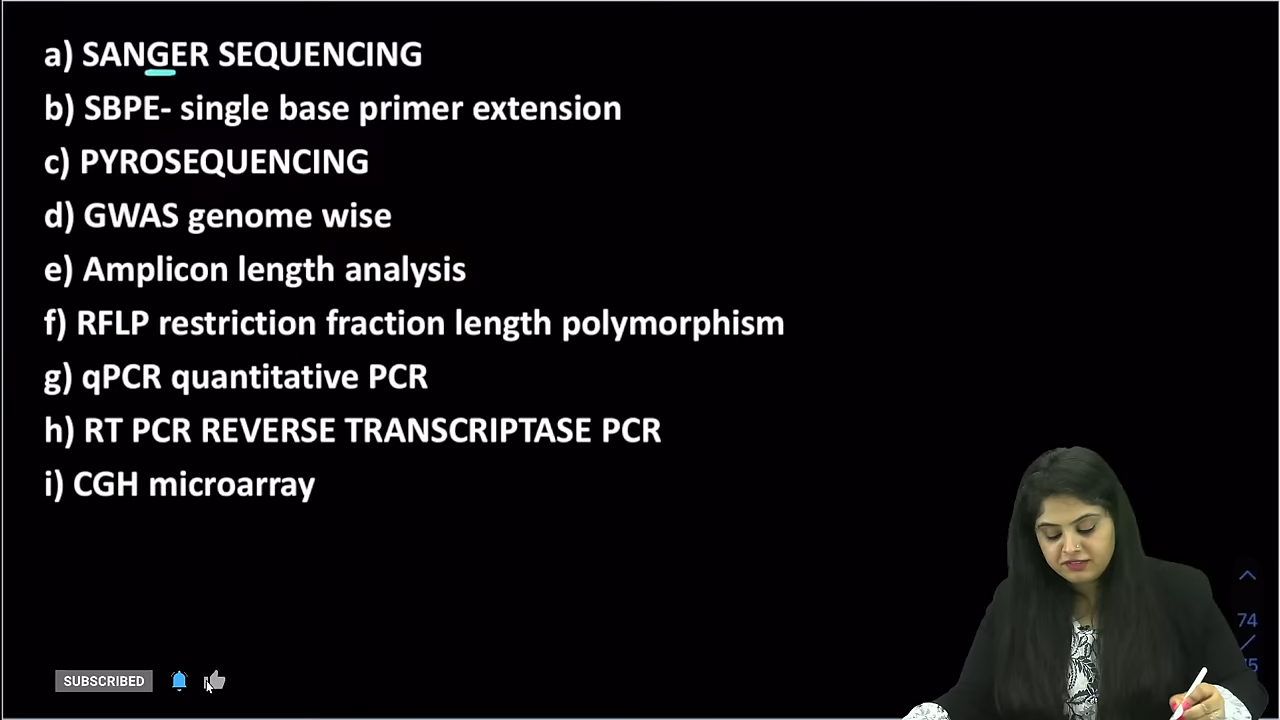 a) SANGER SEQUENCING
b) SBPE- single base primer extension
c) PYROSEQUENCING
d) GWAS genome wise
e) Amplicon length analysis
f) RFLP restriction fraction length polymorphism
g) qPCR quantitative PCR
h) RT PCR REVERSE TRANSCRIPTASE PCR
i) CGH microarray
74
SUBSCRIBED